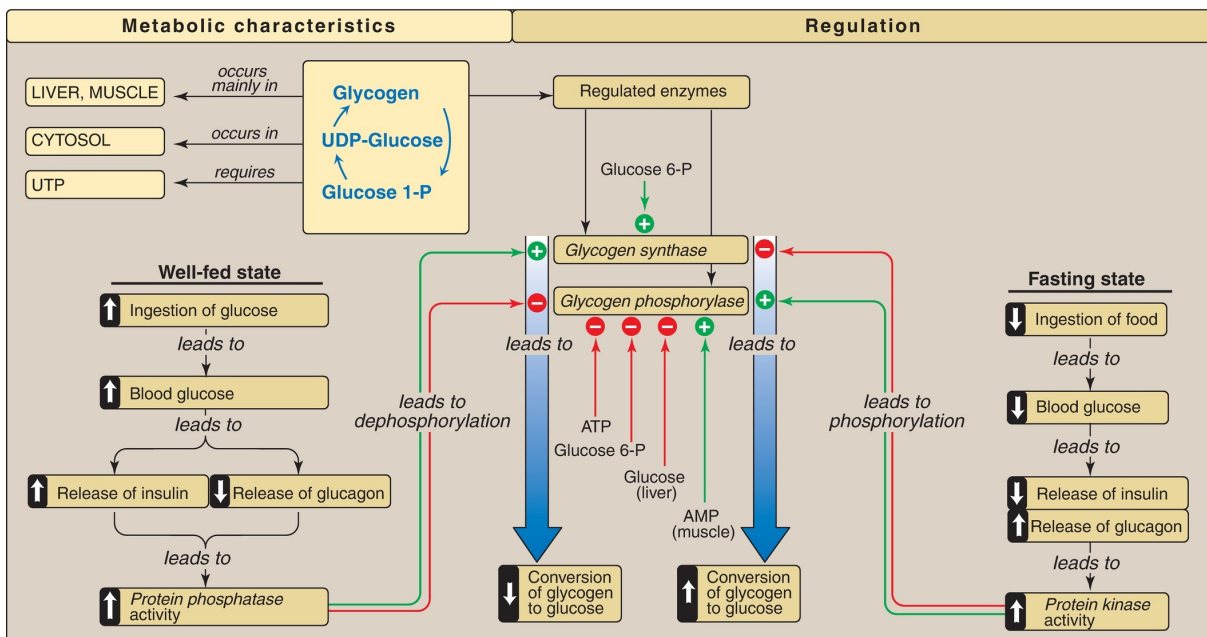 Metabolic characteristics
Regulation
LIVER, MUSCLE
occurs
mainly in
CYTOSOL
occurs in
UTP
requires
Glycogen
UDP-Glucose
Glucose 1-P
Regulated enzymes
Glucose 6-P
+
Glycogen synthase
+
−
Glycogen phosphorylase
−
+
− − − +
leads to
leads to
ATP
Glucose 6-P
Glucose
(liver)
AMP
(muscle)
Well-fed state
Ingestion of glucose
leads to
Blood glucose
leads to
Release of insulin
Release of glucagon
leads to
Protein phosphatase
activity
leads to
dephosphorylation
Conversion
of glycogen
to glucose
Conversion
of glycogen
to glucose
leads to
phosphorylation
Fasting state
Ingestion of food
leads to
Blood glucose
leads to
Release of insulin
Release of glucagon
leads to
Protein kinase
activity